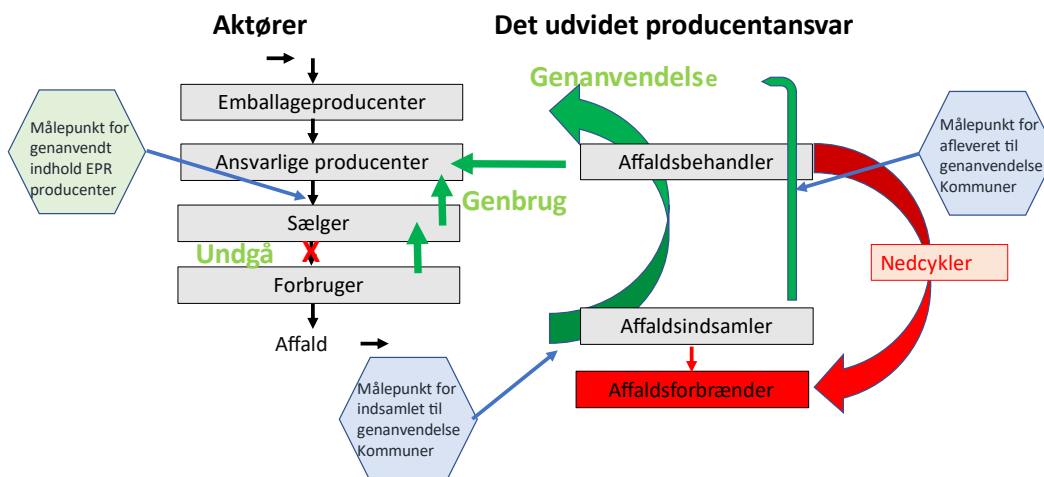 Aktører
Det udvidet producentansvar
Genanvendelse
Emballageproducenter
Målepunkt for
genanvendt
indhold EPR
producenter
Målepunkt for
afleveret til
genanvendelse
Kommuner
Ansvarlige producenter
Affaldsbehandler
Genbrug
Sælger
Undgå
X
Nedcykler
Forbruger
Affaldsindsamler
Affald
Målepunkt for
indsamlet til
genanvendelse
Kommuner
Affaldsforbrænder